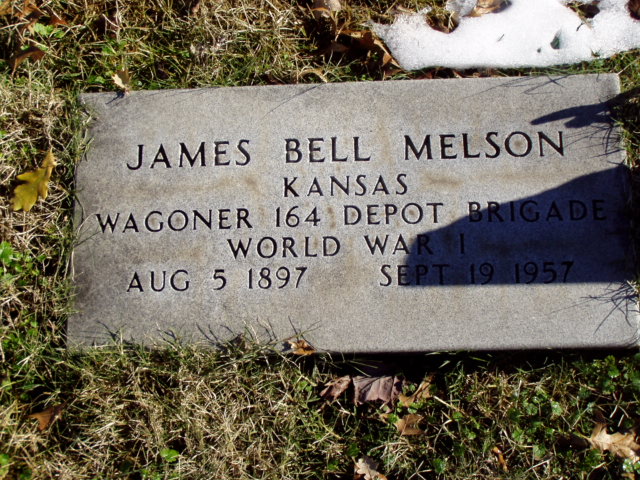 JAMES BELL MELSON
KANSAS
WAGONER 164 DEPOT BRIGADE
WORLD WAR I
AUG 5 1897 SEPT 19 1957